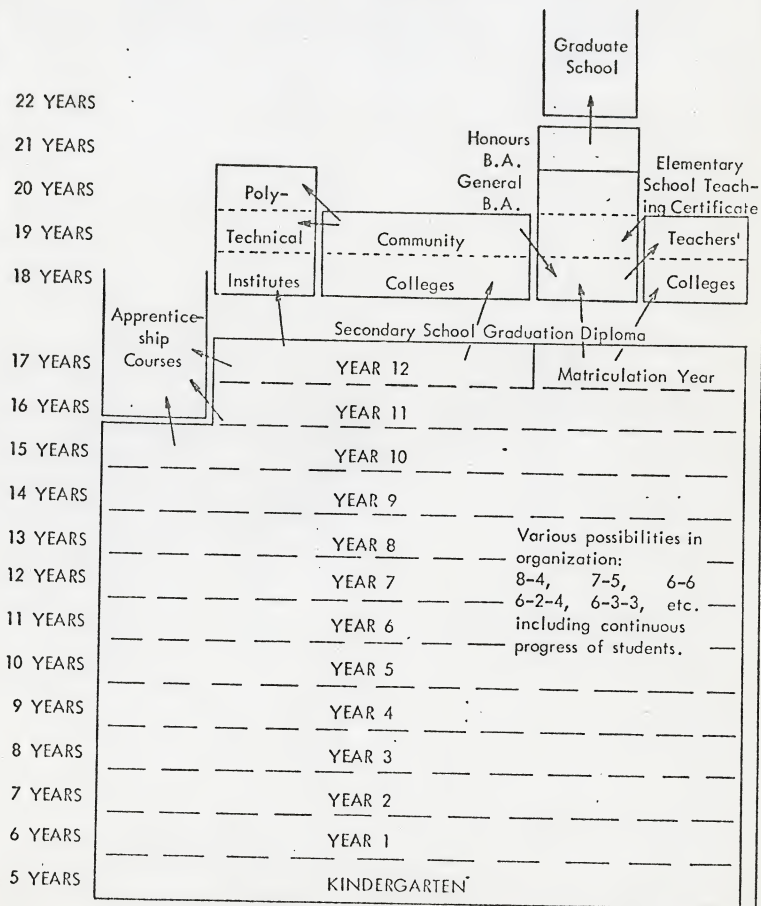 Graduate
School
22 YEARS
21 YEARS
Honours
B.A.
General
B.A.
Elementary
School Teach-
ing Certificate
20 YEARS
Poly-
19 YEARS
Technical
Community
Teachers'
18 YEARS
Institutes
Colleges
Colleges
Apprentice-
ship
Courses
Secondary School Graduation Diploma
17 YEARS
YEAR 12
Matriculation Year
16 YEARS
YEAR 11
15 YEARS
YEAR 10
14 YEARS
YEAR 9
13 YEARS
YEAR 8
Various possibilities in
organization:
8-4, 7-5, 6-6
6-2-4, 6-3-3, etc.
including continuous
progress of students.
12 YEARS
YEAR 7
11 YEARS
YEAR 6
10 YEARS
YEAR 5
9 YEARS
YEAR 4
8 YEARS
YEAR 3
7 YEARS
YEAR 2
6 YEARS
YEAR 1
5 YEARS
KINDERGARTEN